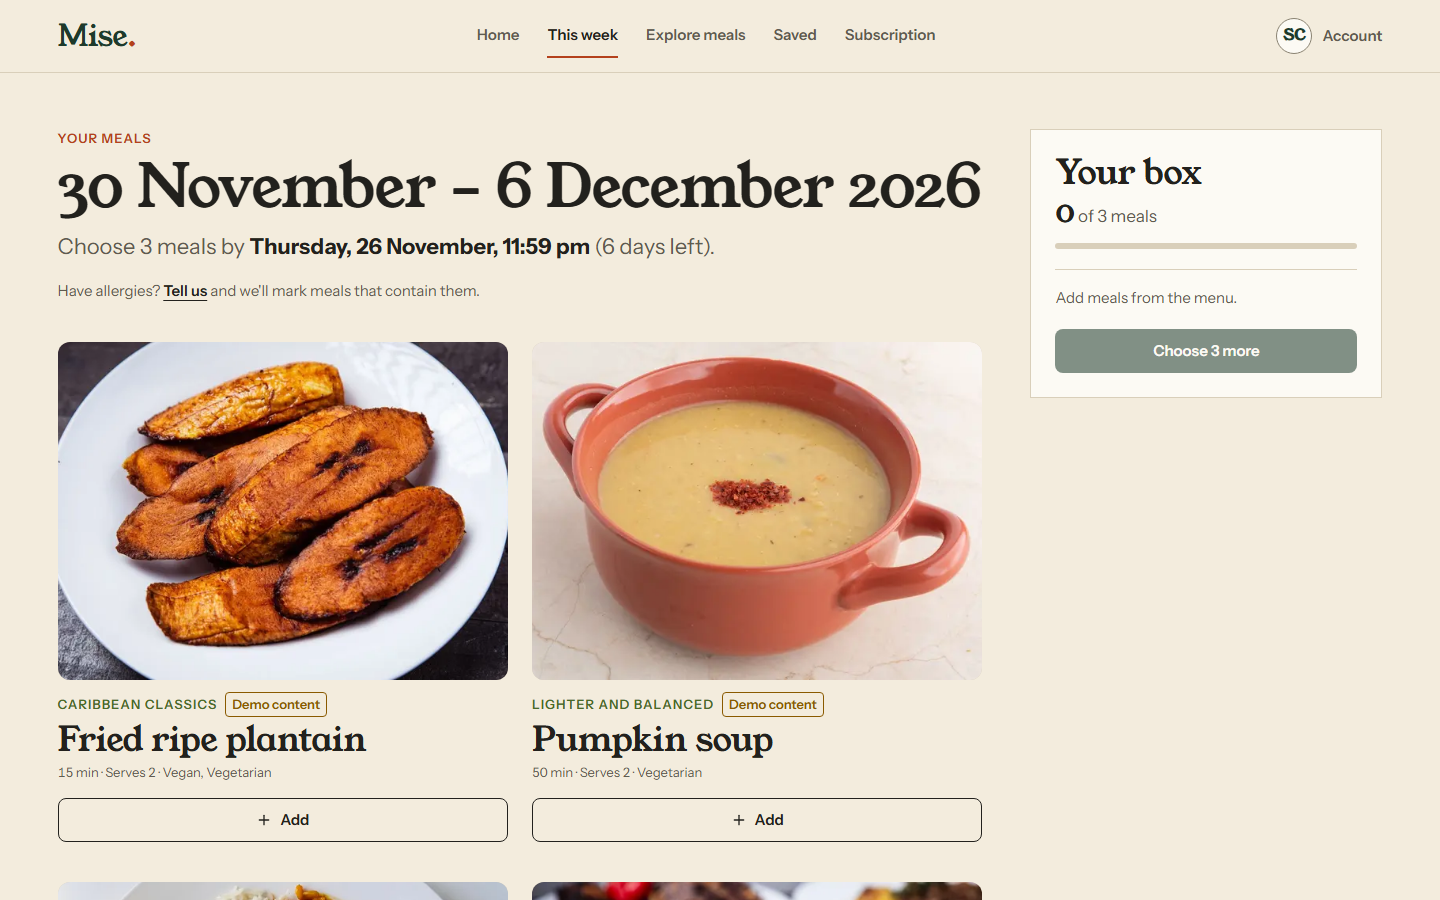 Mise.
Home
This week
Explore meals
Saved
Subscription
SC
Account
YOUR MEALS
30 November – 6 December 2026
Choose 3 meals by Thursday, 26 November, 11:59 pm (6 days left).
Have allergies? Tell us and we'll mark meals that contain them.
Your box
0 of 3 meals
Add meals from the menu.
Choose 3 more
CARIBBEAN CLASSICS
Demo content
Fried ripe plantain
15 min · Serves 2 · Vegan, Vegetarian
+ Add
LIGHTER AND BALANCED
Demo content
Pumpkin soup
50 min · Serves 2 · Vegetarian
+ Add